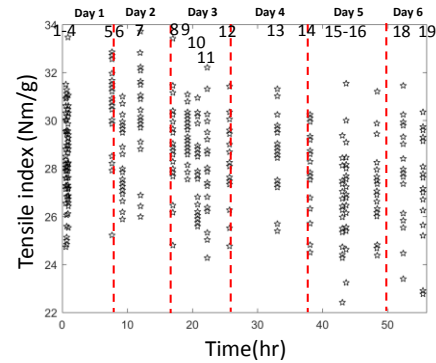 Day 1 Day 2 Day 3 Day 4 Day 5 Day 6
1-4 5 6 7 8 9 10 11 12 13 14 15-16 18 19
34
32
30
28
26
24
22
Tensile index (Nm/g)
0 10 20 30 40 50
Time(hr)